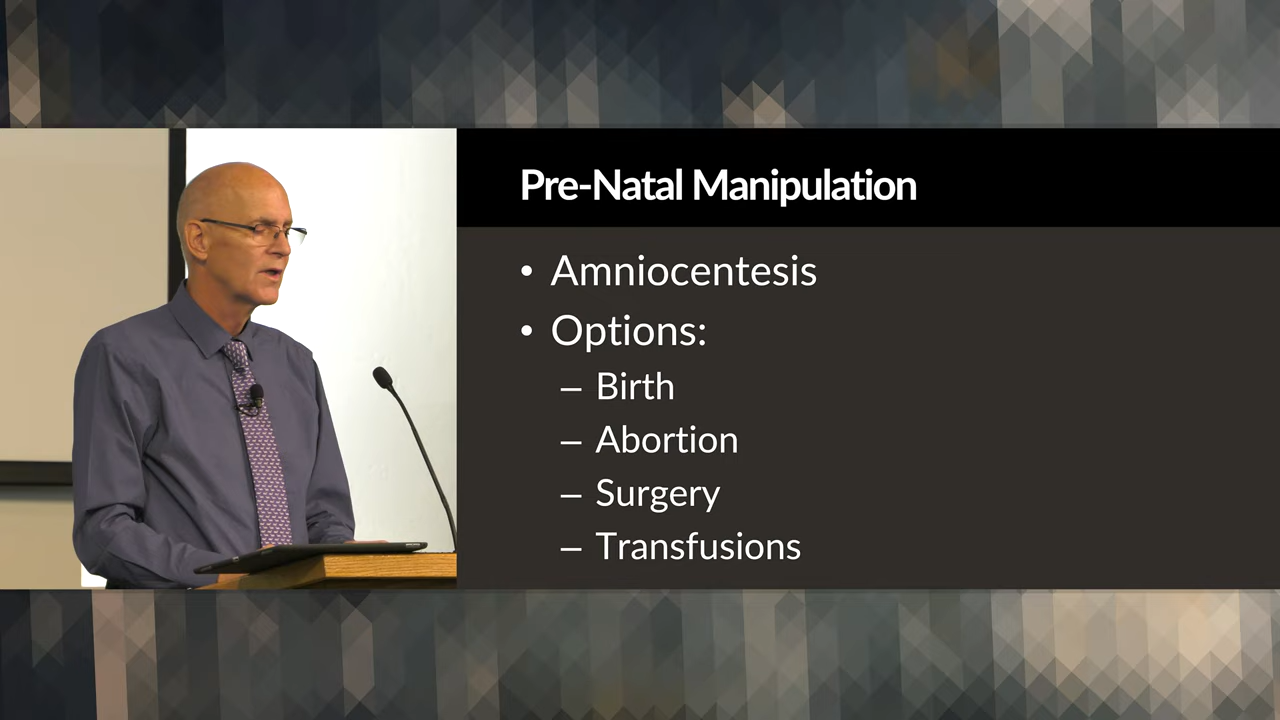 Pre-Natal Manipulation
• Amniocentesis
• Options:
– Birth
– Abortion
– Surgery
– Transfusions